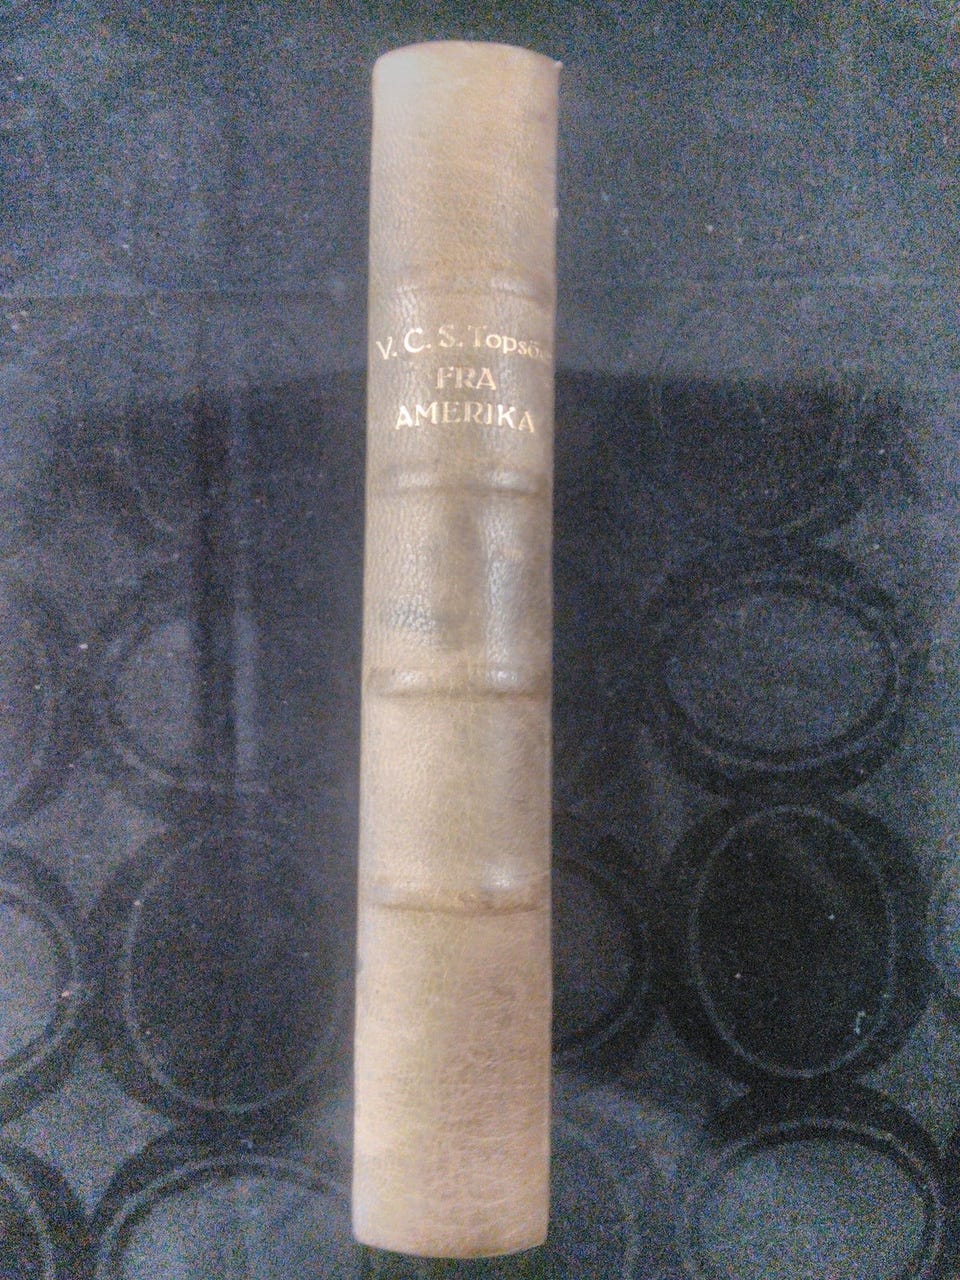 V. C. S. Topsöe
FRA
AMERIKA